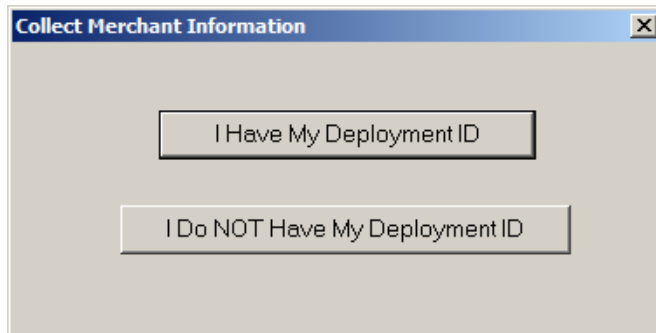 Collect Merchant Information
I Have My Deployment ID
I Do NOT Have My Deployment ID